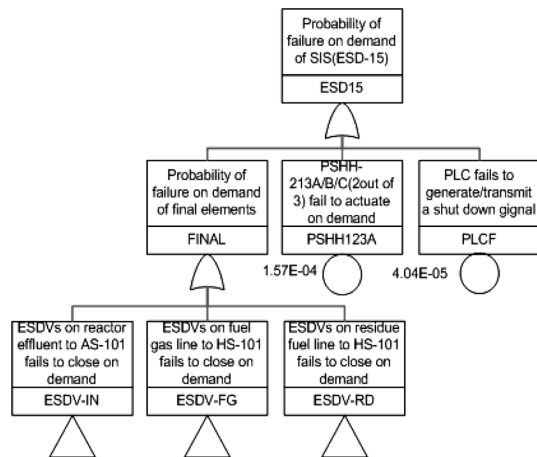 Probability of
failure on demand
of SIS(ESD-15)
ESD15
Probability of
failure on demand
of final elements
FINAL
PSHH-
213A/B/C(2out of
3) fail to actuate
on demand
PSHH123A
PLC fails to
generate/transmit
a shut down gignal
PLCF
1.57E-04
4.04E-05
ESDVs on reactor
effluent to AS-101
fails to close on
demand
ESDV-IN
ESDVs on fuel
gas line to HS-101
fails to close on
demand
ESDV-FG
ESDVs on residue
fuel line to HS-101
fails to close on
demand
ESDV-RD